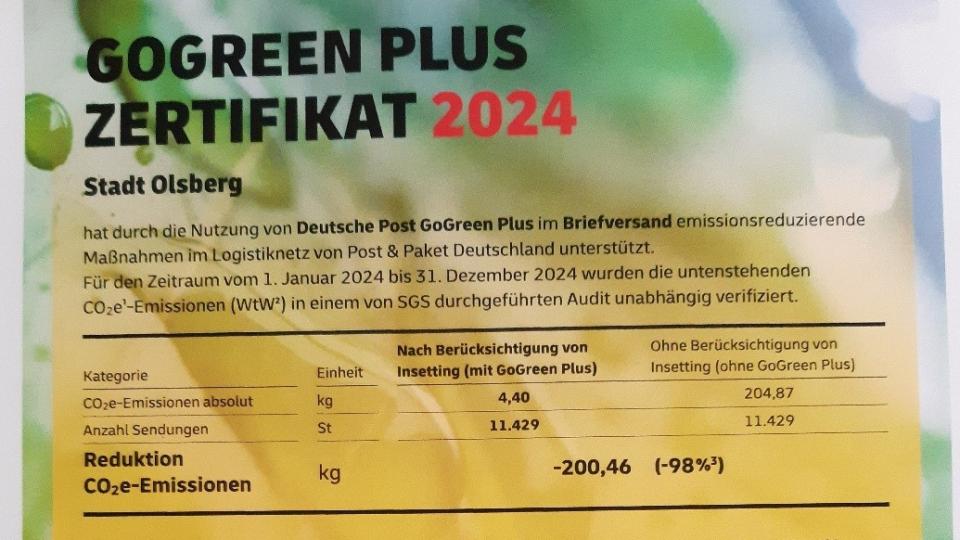 GOGREEN PLUS
ZERTIFIKAT 2024
Stadt Olsberg
hat durch die Nutzung von Deutsche Post GoGreen Plus im Briefversand emissionsreduzierende
Maßnahmen im Logistiknetz von Post & Paket Deutschland unterstützt.
Für den Zeitraum vom 1. Januar 2024 bis 31. Dezember 2024 wurden die untenstehenden
CO₂e¹-Emissionen (WtW²) in einem von SGS durchgeführten Audit unabhängig verifiziert.
Nach Berücksichtigung von Ohne Berücksichtigung von
Kategorie Einheit Insetting (mit GoGreen Plus) Insetting (ohne GoGreen Plus)
CO₂e-Emissionen absolut kg 4,40 204,87
Anzahl Sendungen St 11.429 11.429
Reduktion
CO₂e-Emissionen kg -200,46 (-98%³)